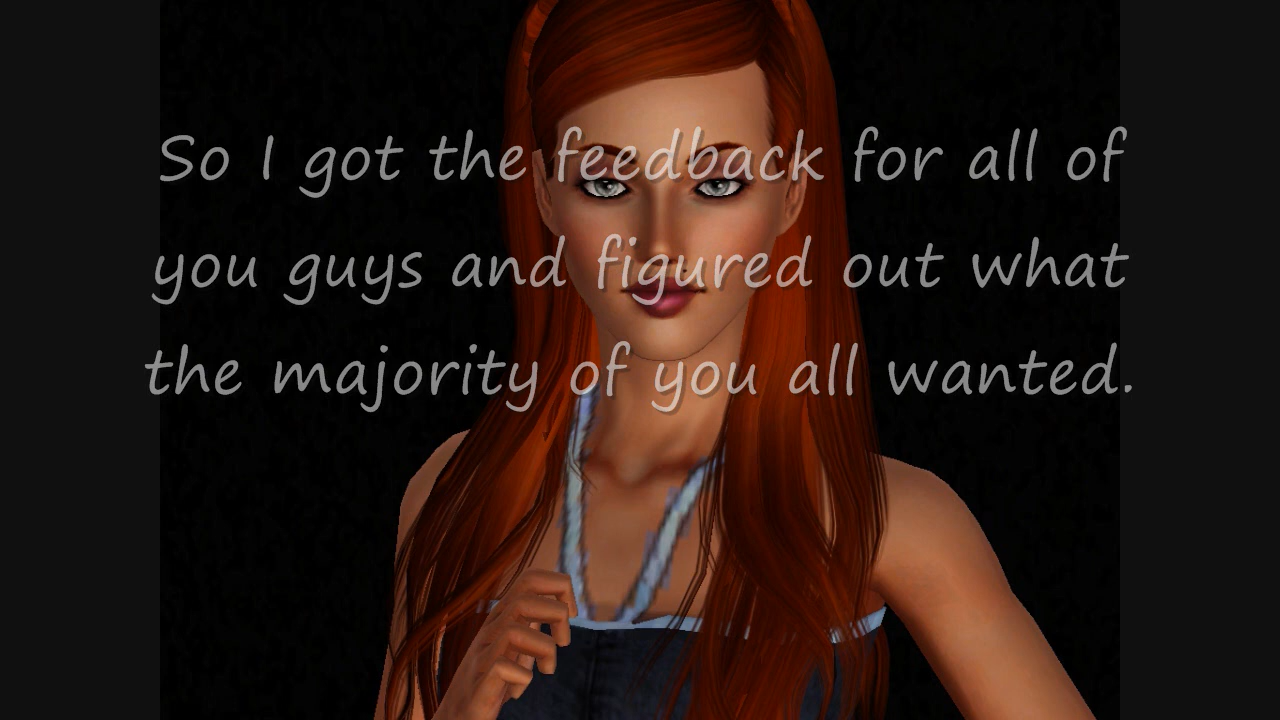 So I got the feedback for all of
you guys and figured out what
the majority of you all wanted.